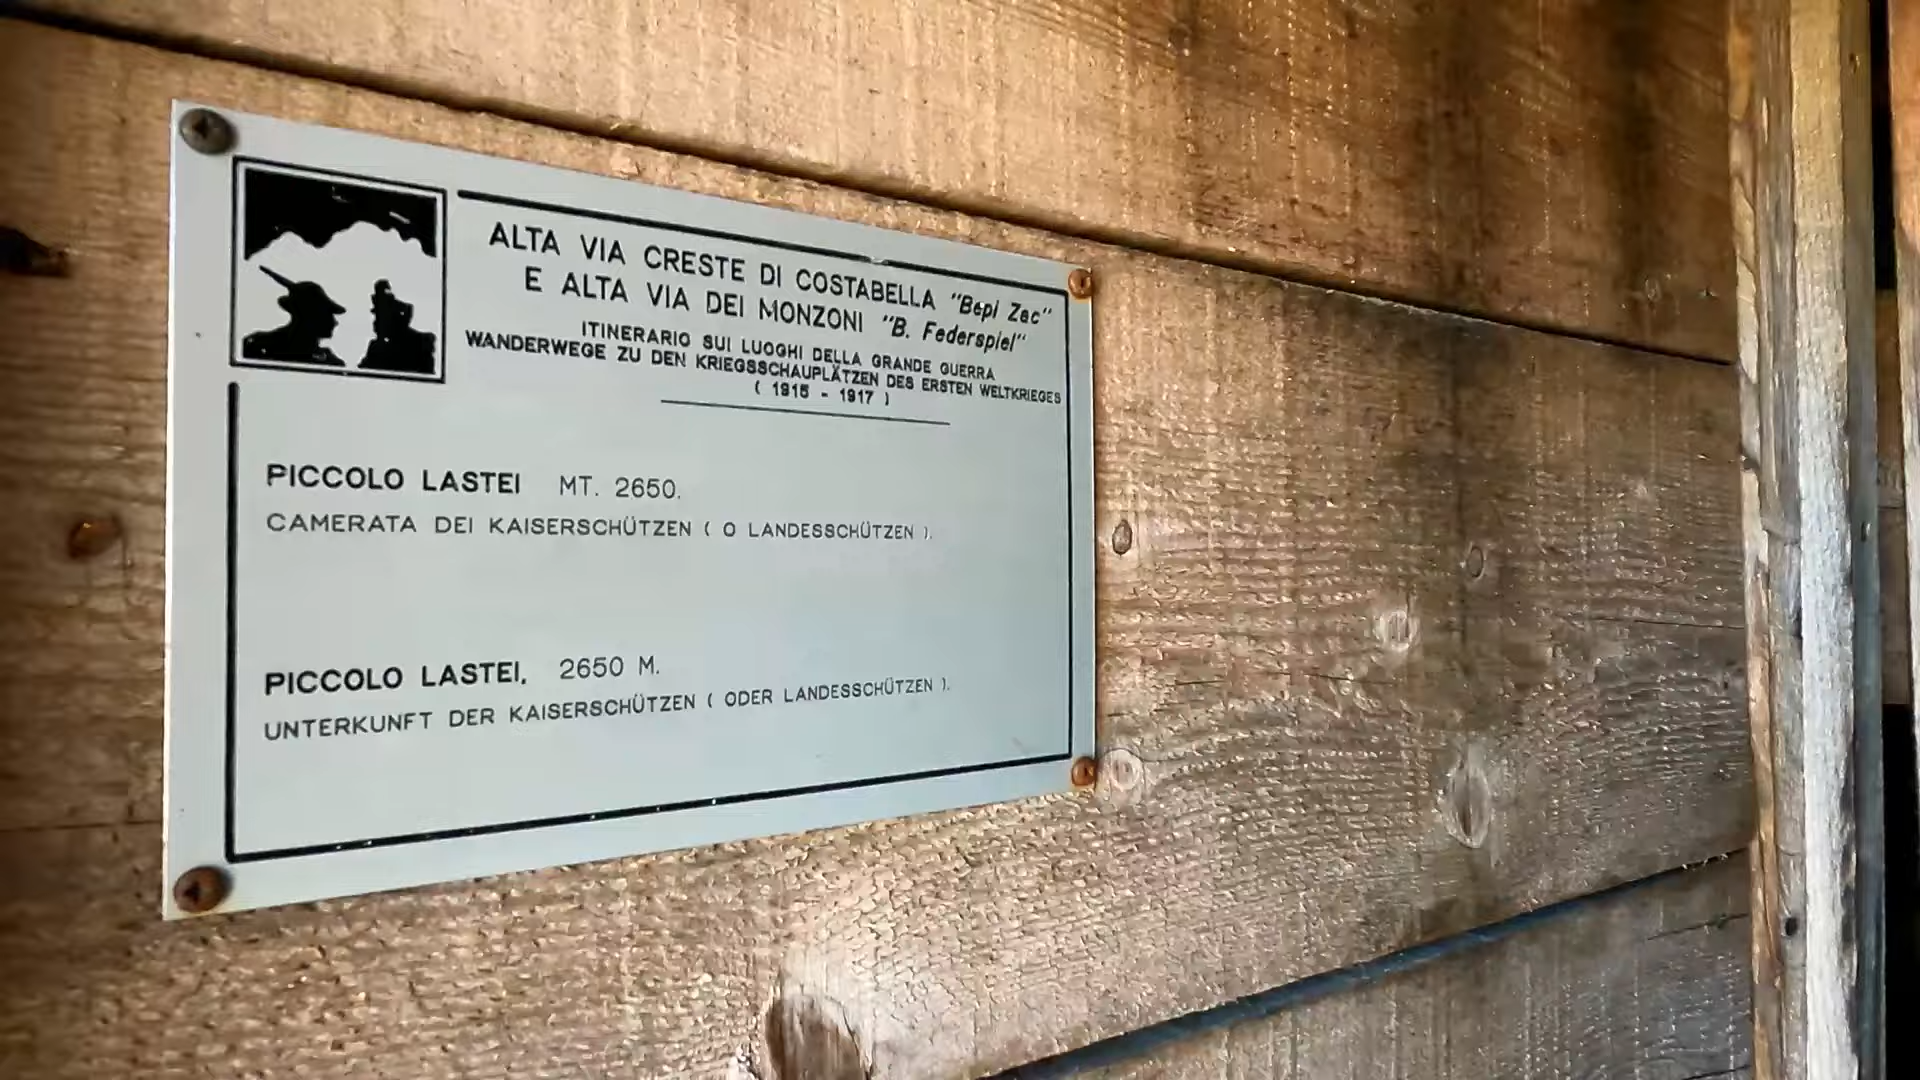 ALTA VIA CRESTE DI COSTABELLA "Bepi Zac"
E ALTA VIA DEI MONZONI "B. Federspiel"
ITINERARIO SUI LUOGHI DELLA GRANDE GUERRA
WANDERWEGE ZU DEN KRIEGSSCHAUPLÄTZEN DES ERSTEN WELTKRIEGES
( 1915 - 1917 )
PICCOLO LASTEI MT. 2650.
CAMERATA DEI KAISERSCHÜTZEN ( O LANDESSCHÜTZEN ).
PICCOLO LASTEI, 2650 M.
UNTERKUNFT DER KAISERSCHÜTZEN ( ODER LANDESSCHÜTZEN ).